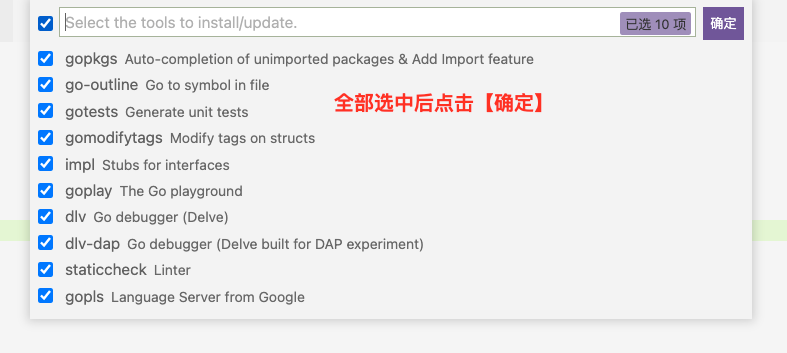 Select the tools to install/update. 已选 10 项 确定
gopkgs Auto-completion of unimported packages & Add Import feature
go-outline Go to symbol in file
全部选中后点击【确定】
gotests Generate unit tests
gomodifytags Modify tags on structs
impl Stubs for interfaces
goplay The Go playground
dlv Go debugger (Delve)
dlv-dap Go debugger (Delve built for DAP experiment)
staticcheck Linter
gopls Language Server from Google